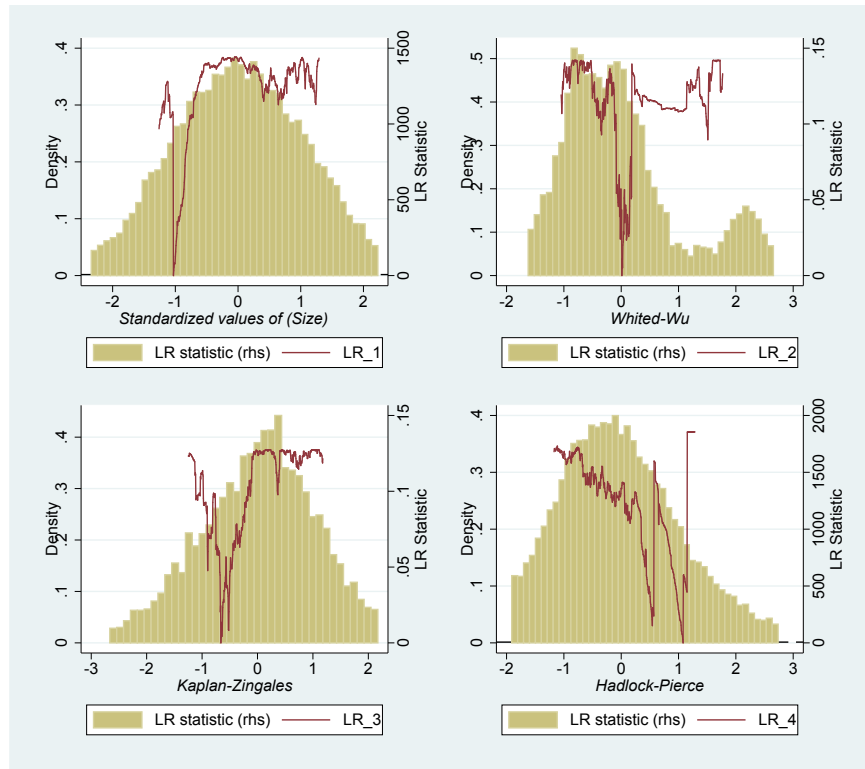 .4
.3
.2
.1
0
Density
1500
1000
500
0
LR Statistic
-2 -1 0 1 2
Standardized values of (Size)
LR statistic (rhs) LR_1
.5
.4
.3
.2
.1
0
Density
.15
.1
.05
0
LR Statistic
-2 -1 0 1 2 3
Whited-Wu
LR statistic (rhs) LR_2
.4
.3
.2
.1
0
Density
.15
.1
.05
0
LR Statistic
-3 -2 -1 0 1 2
Kaplan-Zingales
LR statistic (rhs) LR_3
.4
.3
.2
.1
0
Density
2000
1500
1000
500
0
LR Statistic
-2 -1 0 1 2 3
Hadlock-Pierce
LR statistic (rhs) LR_4